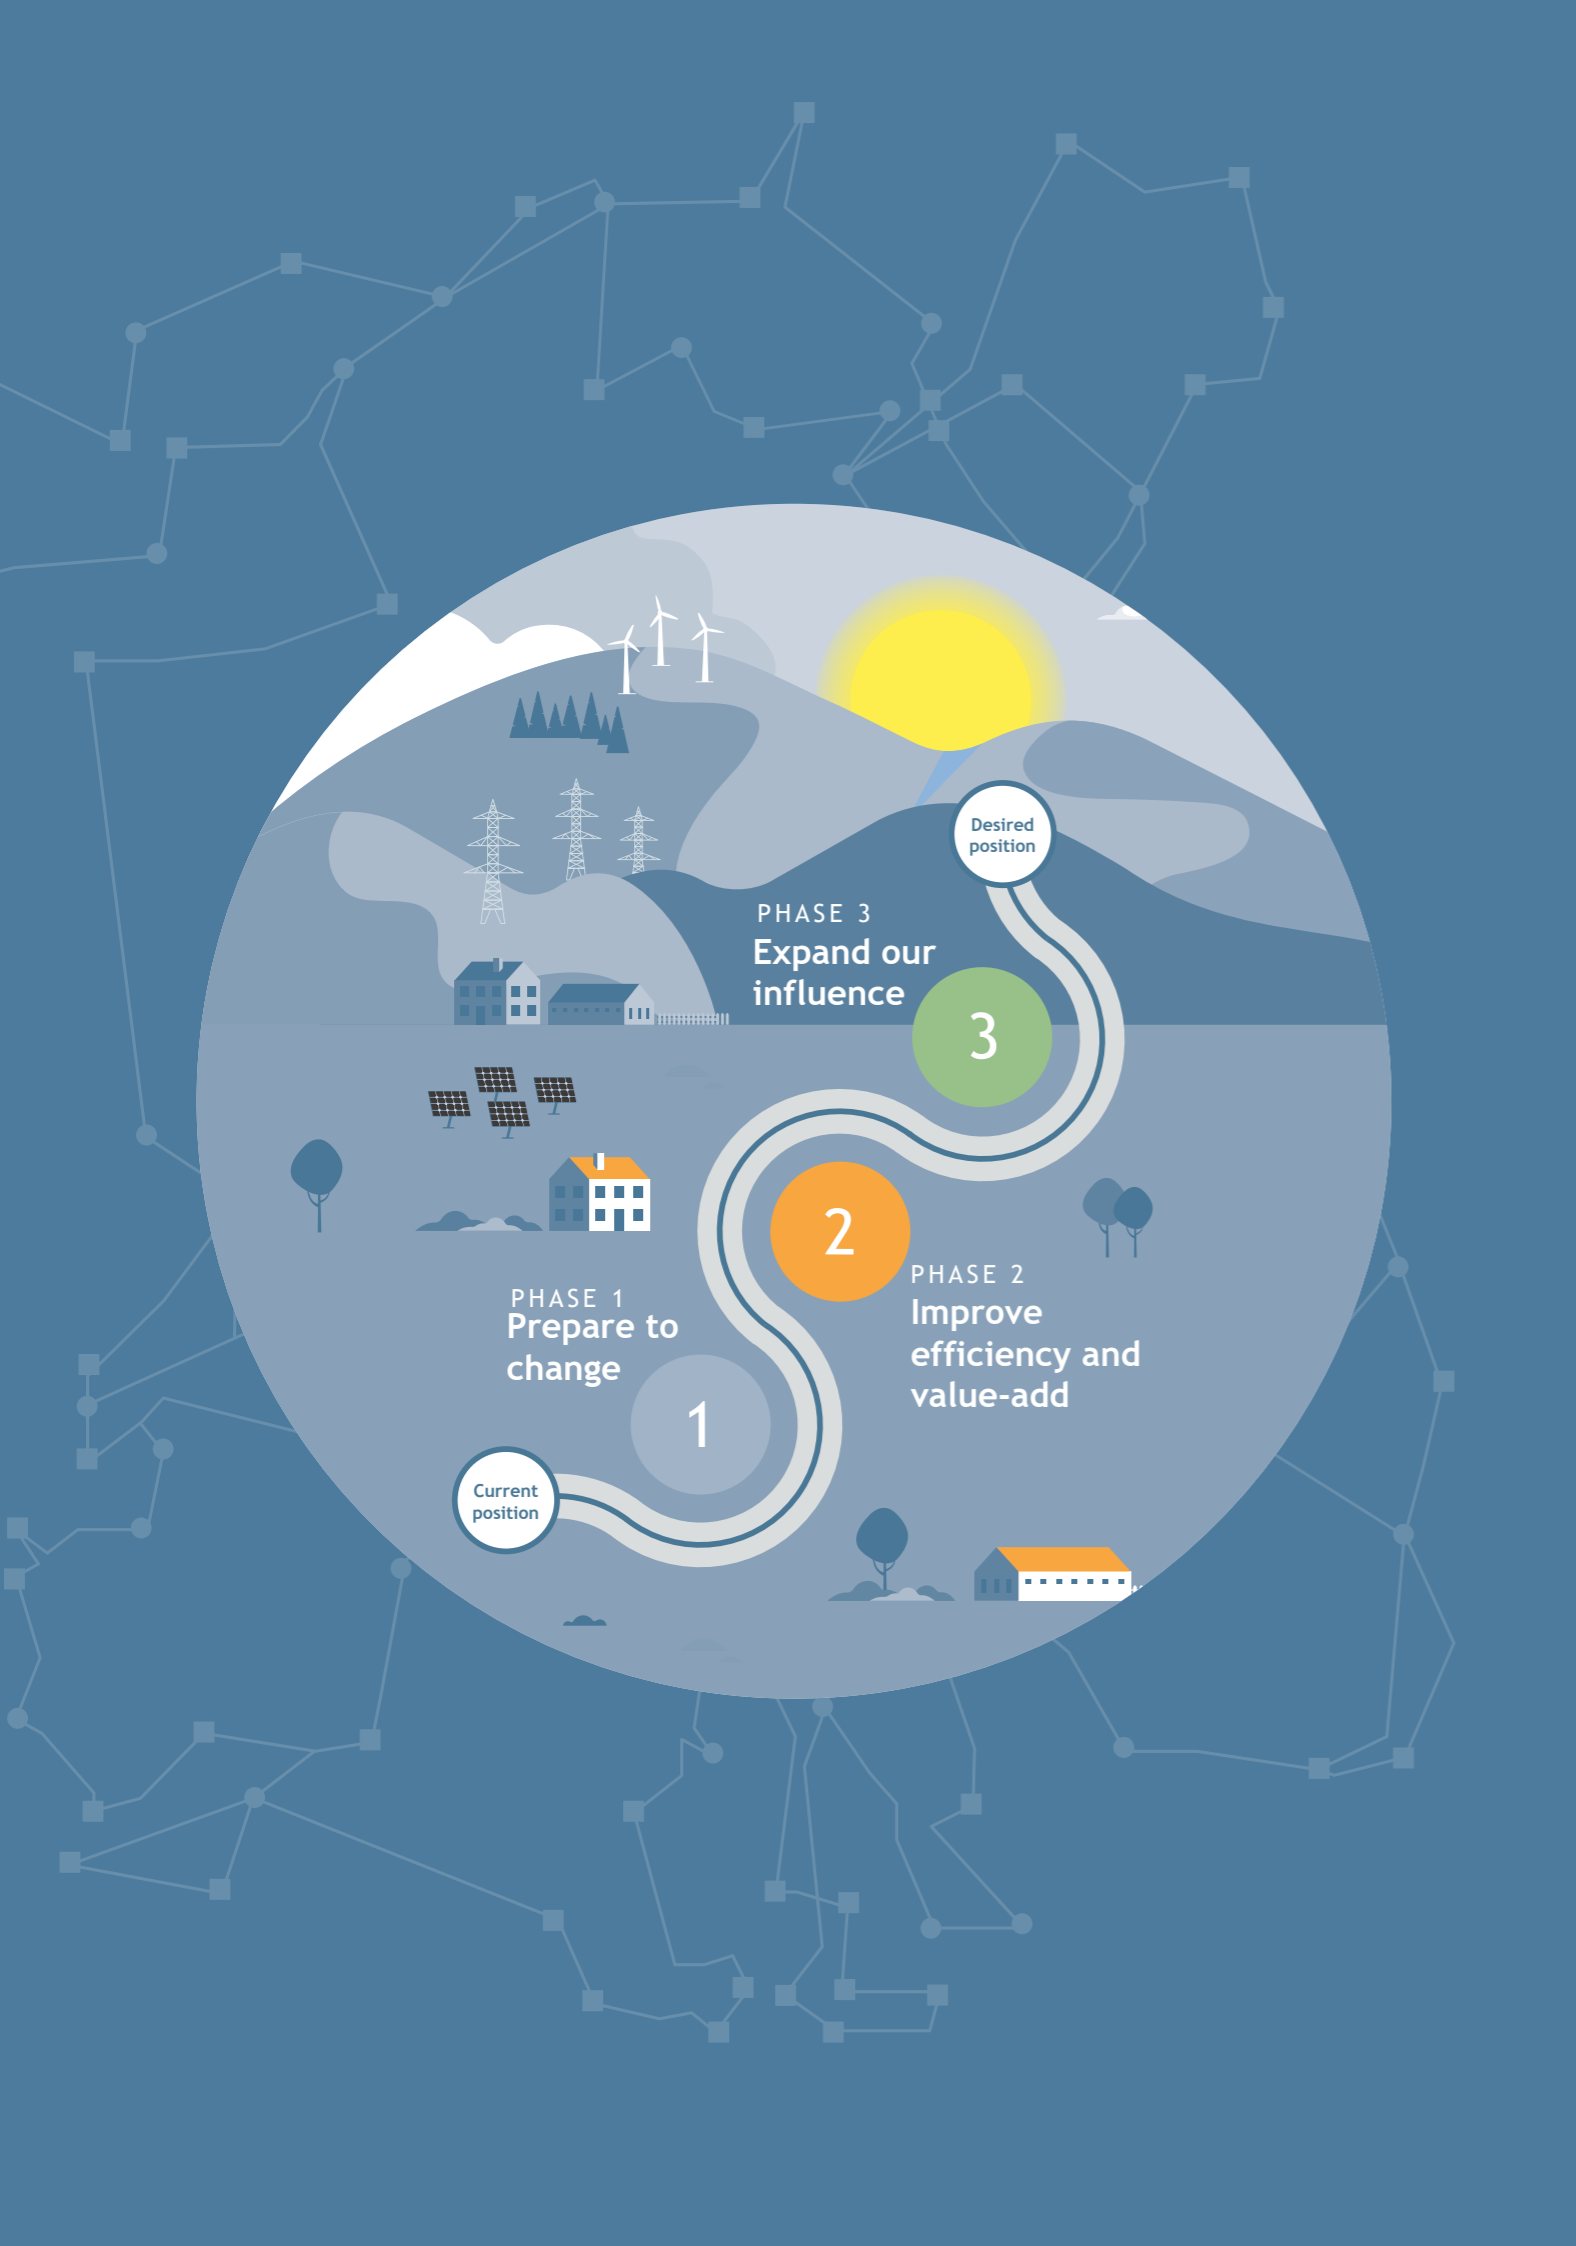 Desired
position
PHASE 3
Expand our
influence
3
2
PHASE 2
Improve
efficiency and
value-add
PHASE 1
Prepare to
change
1
Current
position